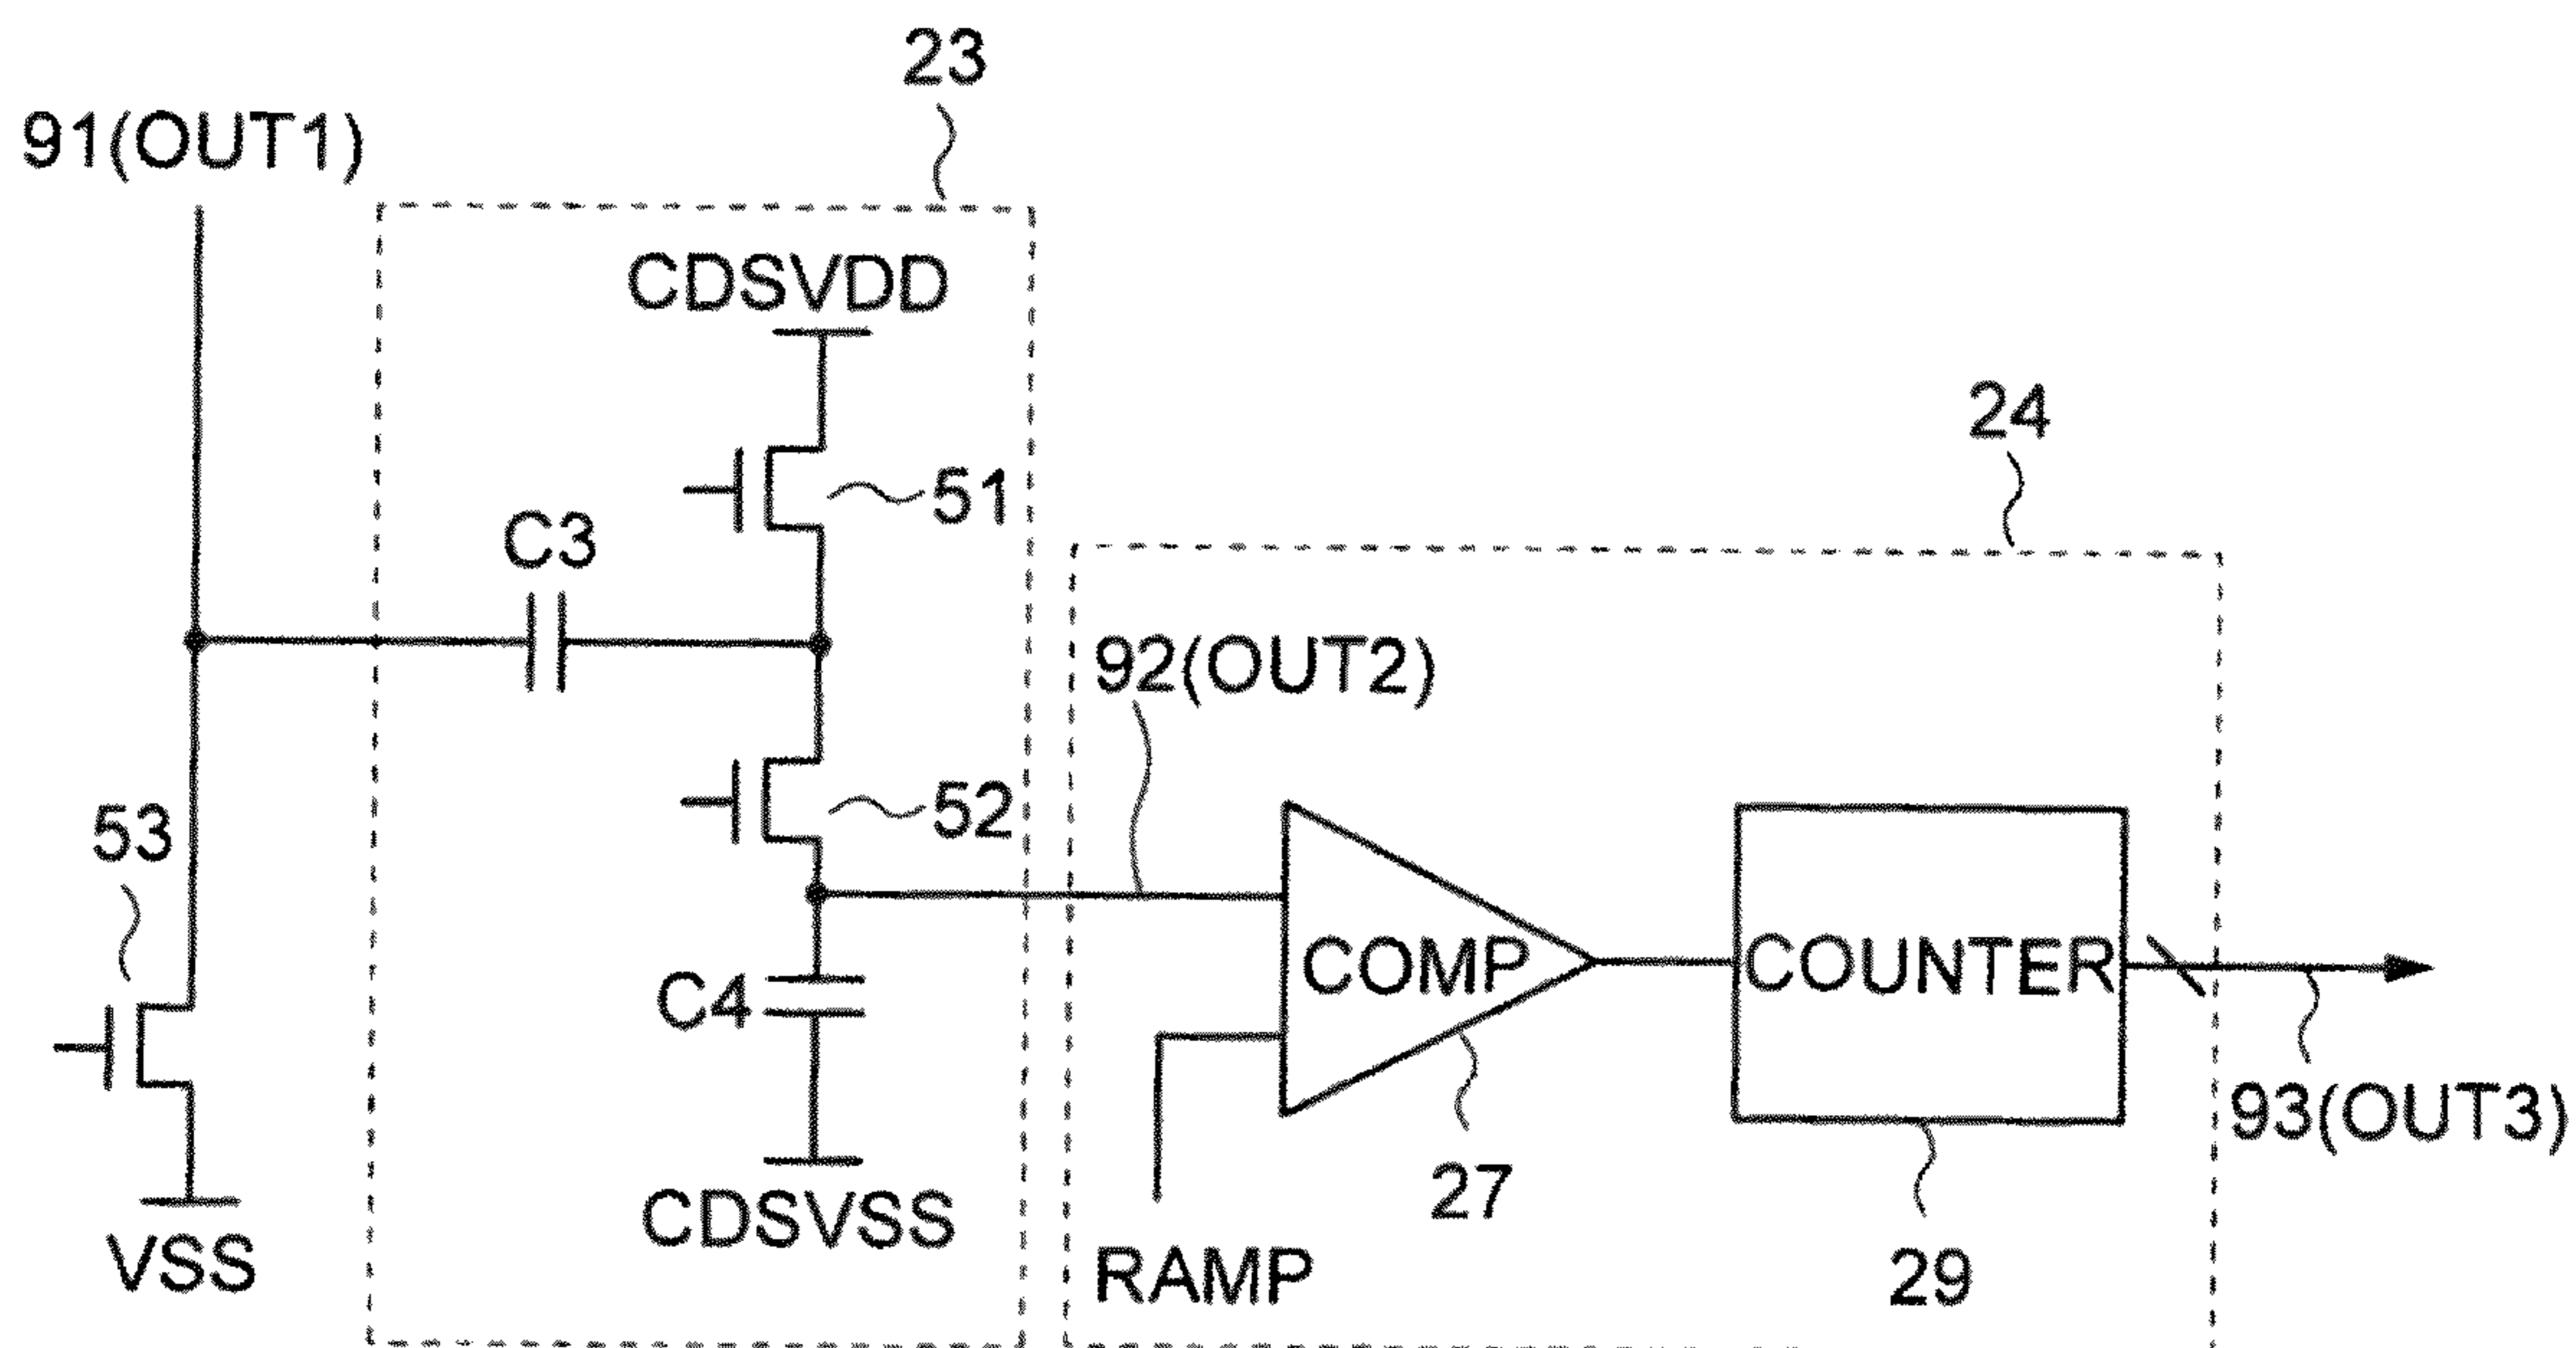 23
91(OUT1)
CDSVDD
24
51
C3
92(OUT2)
53
52
COMP
COUNTER
C4
93(OUT3)
27
CDSVSS
VSS
RAMP
29